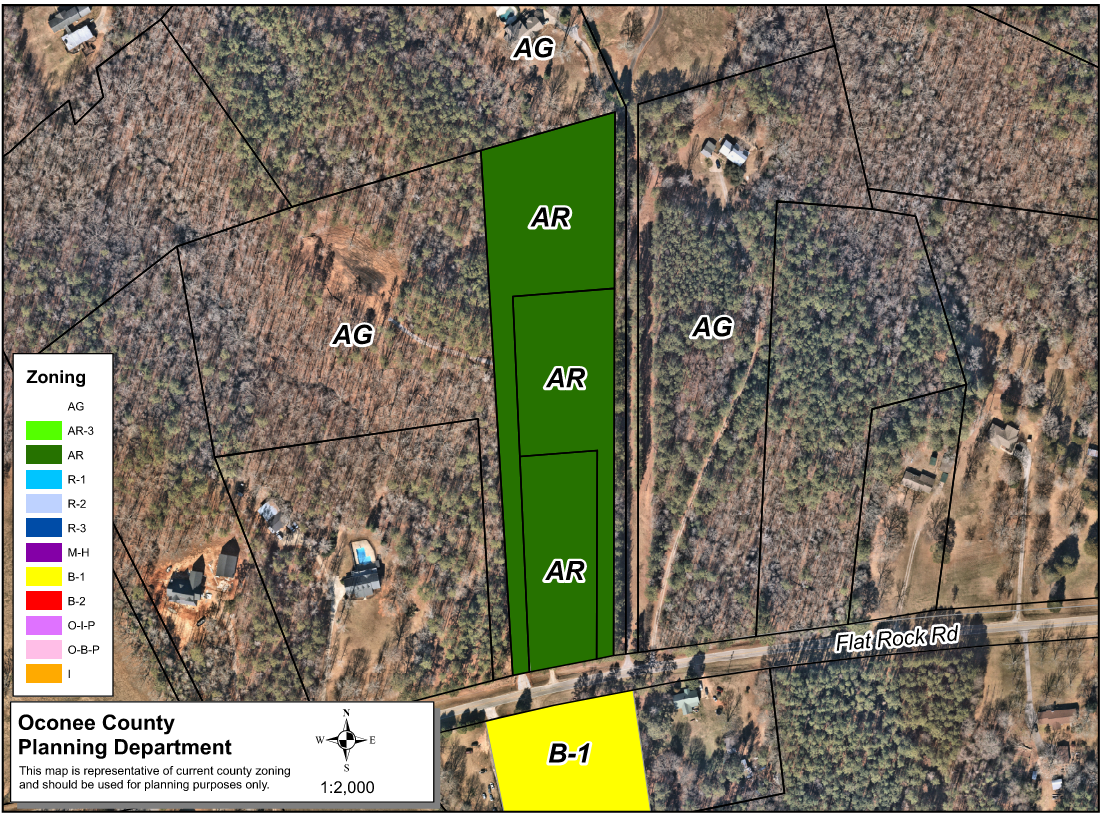 AG
AR
AR
AG
AG
AR
Flat Rock Rd
B-1
Zoning
AG
AR-3
AR
R-1
R-2
R-3
M-H
B-1
B-2
O-I-P
O-B-P
I
Oconee County
Planning Department
This map is representative of current county zoning
and should be used for planning purposes only.
N
W E
S
1:2,000